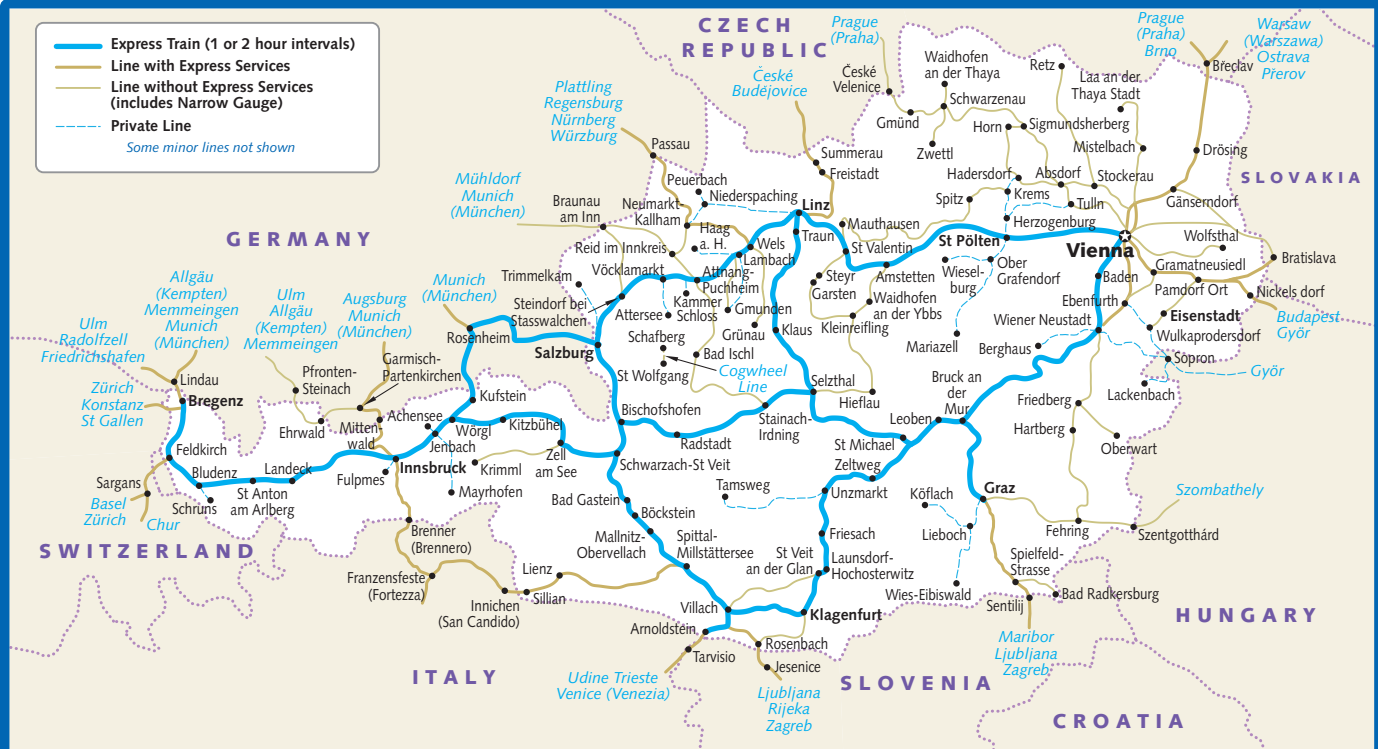 Express Train (1 or 2 hour intervals)
Line with Express Services
Line without Express Services
(includes Narrow Gauge)
Private Line
Some minor lines not shown
CZECH
REPUBLIC
GERMANY
SLOVAKIA
SWITZERLAND
ITALY
SLOVENIA
CROATIA
HUNGARY
Prague
(Praha)
Prague
(Praha)
Brno
Warsaw
(Warszawa)
Ostrava
Přerov
České
Budějovice
Plattling
Regensburg
Nürnberg
Würzburg
Mühldorf
Munich
(München)
Munich
(München)
Augsburg
Munich
(München)
Ulm
Allgäu
(Kempten)
Memmeingen
Allgäu
(Kempten)
Memmeingen
Munich
(München)
Ulm
Radolfzell
Friedrichshafen
Zürich
Konstanz
St Gallen
Basel
Zürich
Chur
Udine Trieste
Venice (Venezia)
Ljubljana
Rijeka
Zagreb
Maribor
Ljubljana
Zagreb
Szombathely
Györ
Budapest
Györ
Cogwheel
Line
Waidhofen
an der Thaya
České
Velenice
Gmünd
Schwarzenau
Zwettl
Retz
Laa an der
Thaya Stadt
Břeclav
Horn
Sigmundsherberg
Mistelbach
Drösing
Hadersdorf
Absdorf
Stockerau
Gänserndorf
Spitz
Krems
Tulln
Herzogenburg
Passau
Summerau
Freistadt
Peuerbach
Niederspaching
Neumarkt-
Kallham
Braunau
am Inn
Haag
a. H.
Linz
Traun
Mauthausen
St Valentin
St Pölten
Vienna
Wolfsthal
Bratislava
Reid im Innkreis
Wels
Lambach
Vöcklamarkt
Attnang-
Puchheim
Trimmelkam
Steindorf bei
Stasswalchen
Attersee
Kammer
Schloss
Gmunden
Grünau
Steyr
Garsten
Amstetten
Waidhofen
an der Ybbs
Kleinreifling
Wiesel-
burg
Ober
Grafendorf
Mariazell
Baden
Gramatneusiedl
Pamdorf Ort
Nickels dorf
Ebenfurth
Eisenstadt
Wulkaprodersdorf
Wiener Neustadt
Berghaus
Sopron
Lackenbach
Rosenheim
Salzburg
Schafberg
St Wolfgang
Bad Ischl
Klaus
Selzthal
Hieflau
Bruck an
der
Mur
Friedberg
Hartberg
Oberwart
Lindau
Bregenz
Pfronten-
Steinach
Garmisch-
Partenkirchen
Ehrwald
Mitten-
wald
Achensee
Jenbach
Wörgl
Kufstein
Kitzbühel
Bischofshofen
Radstadt
Stainach-
Irdning
Leoben
St Michael
Feldkirch
Bludenz
Landeck
Innsbruck
Fulpmes
Krimml
Zell
am See
Schwarzach-St Veit
Zeltweg
Sargans
Schruns
St Anton
am Arlberg
Mayrhofen
Bad Gastein
Tamsweg
Unzmarkt
Köflach
Graz
Böckstein
Lieboch
Fehring
Szentgotthárd
Brenner
(Brennero)
Mallnitz-
Obervellach
Spittal-
Millstättersee
Friesach
St Veit
an der Glan
Launsdorf-
Hochosterwitz
Spielfeld-
Strasse
Franzensfeste
(Fortezza)
Lienz
Sillian
Innichen
(San Candido)
Wies-Eibiswald
Bad Radkersburg
Sentilij
Villach
Klagenfurt
Arnoldstein
Rosenbach
Tarvisio
Jesenice